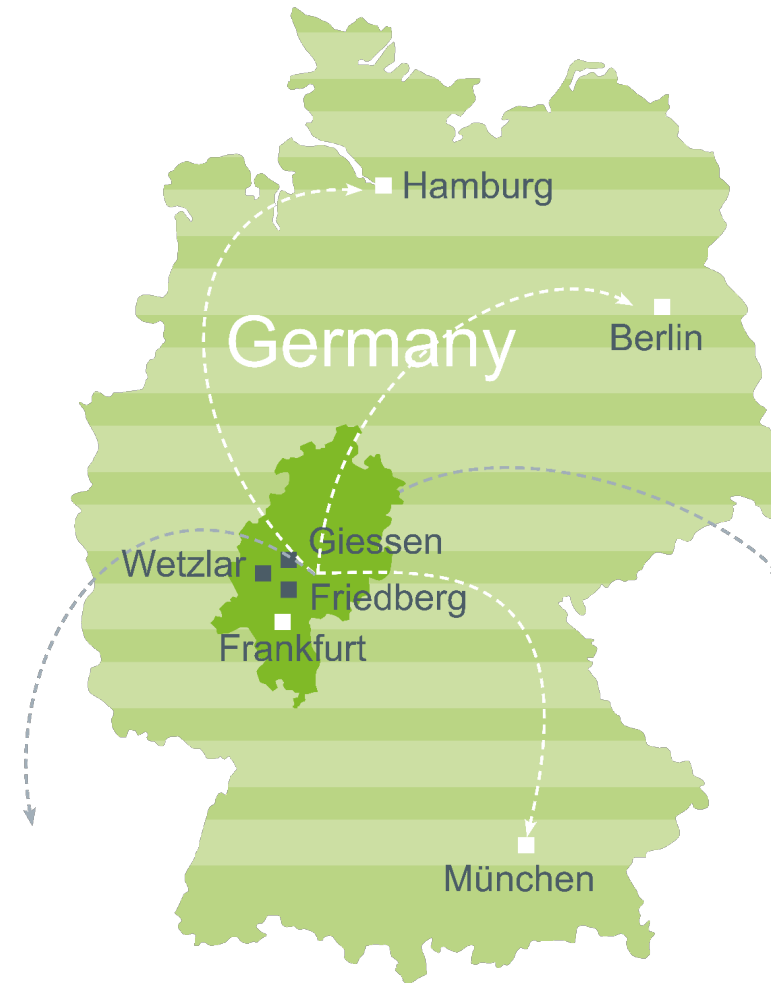 Hamburg
Germany
Berlin
Giessen
Wetzlar
Friedberg
Frankfurt
München